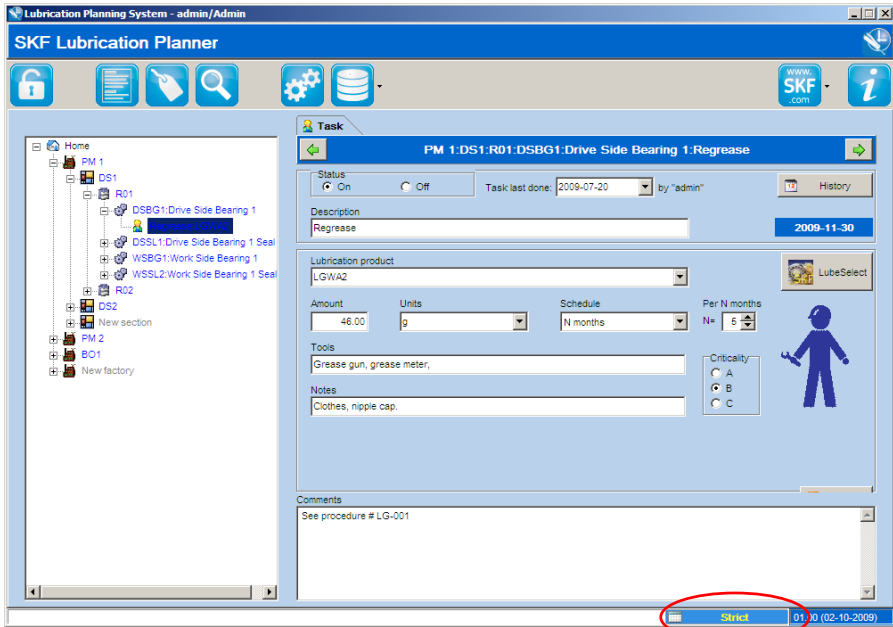 Lubrication Planning System - admin/Admin
SKF Lubrication Planner
www.
SKF
.com
i
Task
PM 1:DS1:R01:DSBG1:Drive Side Bearing 1:Regrease
Home
PM 1
DS1
R01
DSBG1:Drive Side Bearing 1
DSSL1:Drive Side Bearing 1 Seal
WSBG1:Work Side Bearing 1
WSSL2:Work Side Bearing 1 Seal
R02
DS2
New section
PM 2
BO1
New factory
Status
On
Off
Task last done:
2009-07-20
by "admin"
12
History
Description
Regrease
2009-11-30
Lubrication product
LGWA2
LubeSelect
Amount
Units
Schedule
Per N months
46.00
g
N months
N=
5
Tools
Grease gun, grease meter,
Criticality
A
B
C
Notes
Clothes, nipple cap.
Comments
See procedure # LG-001
Strict
01:00 (02-10-2009)